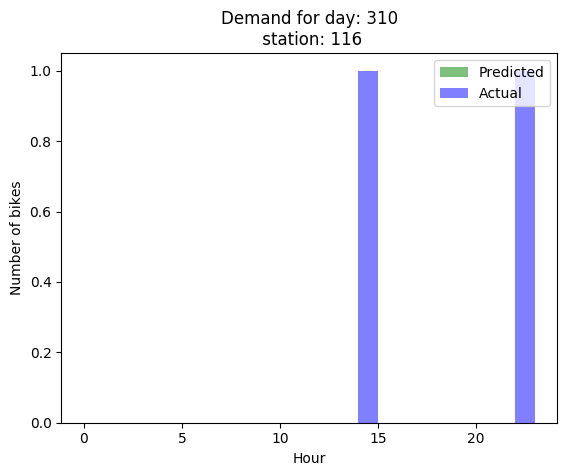 Demand for day: 310
station: 116
Predicted
Actual
Number of bikes
1.0
0.8
0.6
0.4
0.2
0.0
0 5 10 15 20
Hour